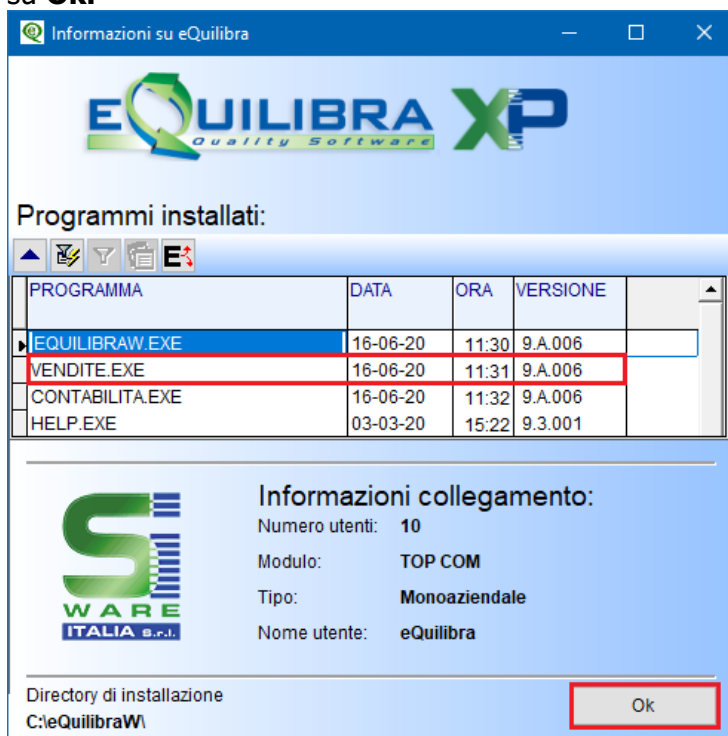 su Ok.
Informazioni su eQuilibra
EQUILIBRA XP
Quality Software
Programmi installati:
E
PROGRAMMA DATA ORA VERSIONE
EQUILIBRAW.EXE 16-06-20 11:30 9.A.006
VENDITE.EXE 16-06-20 11:31 9.A.006
CONTABILITA.EXE 16-06-20 11:32 9.A.006
HELP.EXE 03-03-20 15:22 9.3.001
Informazioni collegamento:
Numero utenti: 10
Modulo: TOP COM
Tipo: Monoaziendale
Nome utente: eQuilibra
SI
WARE
ITALIA S.r.l.
Directory di installazione
C:\eQuilibraW\
Ok